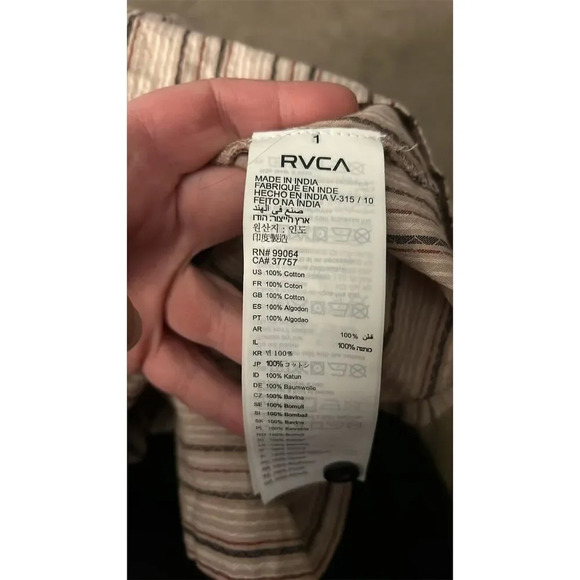 1
RVCA
MADE IN INDIA
FABRIQUÉ EN INDE
HECHO EN INDIA V-315 / 10
FEITO NA ÍNDIA
صنع في الهند
ארץ הייצור: הודו
원산지 : 인도
印度製造
RN# 99064
CA# 37757
US 100% Cotton
FR 100% Coton
GB 100% Cotton
ES 100% Algodon
PT 100% Algodao
AR 100% قطن
IL 100% כותנה
KR 면 100%
JP 100% コットン
ID 100% Katun
DE 100% Baumwolle
CZ 100% Bavlna
SE 100% Bomull
SI 100% Bombaž
SK 100% Bavlna